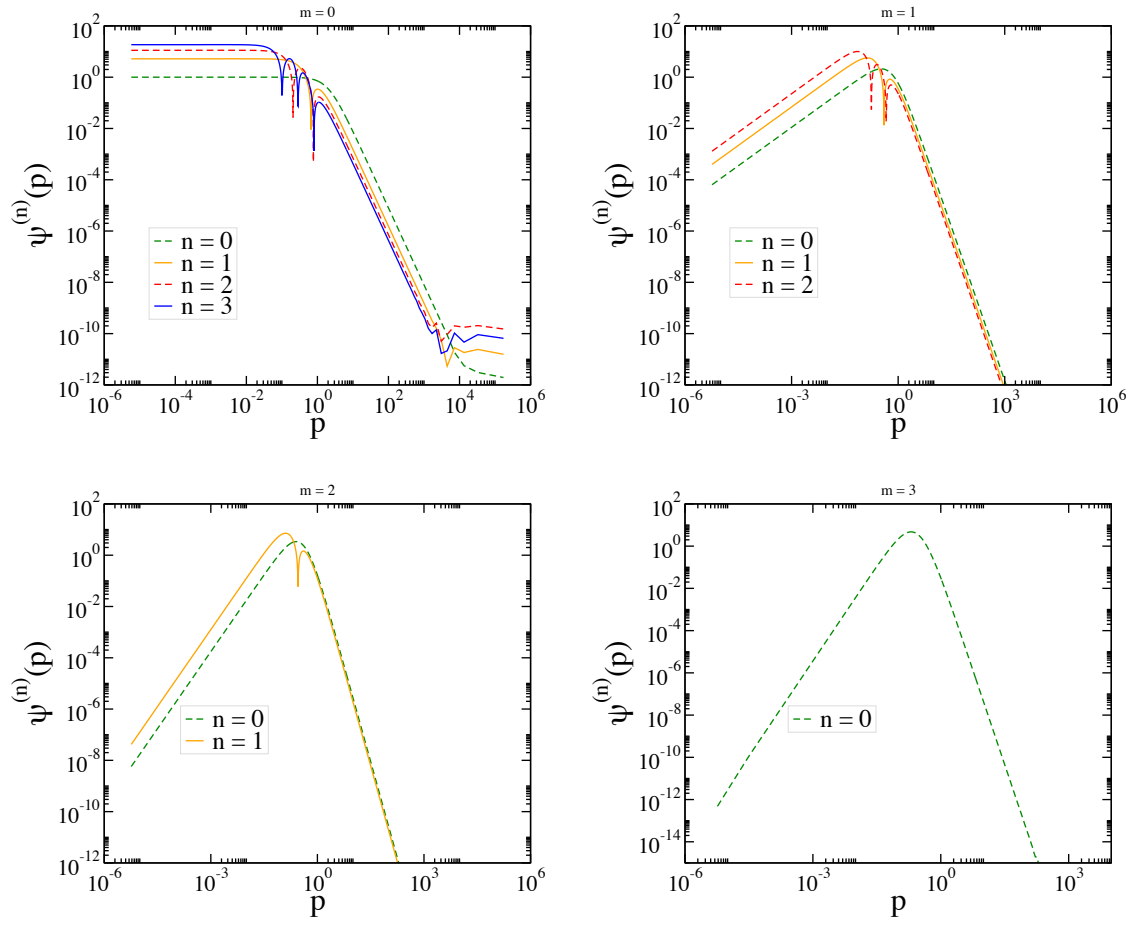 m = 0
10^2
10^0
10^-2
10^-4
10^-6
10^-8
10^-10
10^-12
ψ^(n)(p)
n = 0
n = 1
n = 2
n = 3
10^-6 10^-4 10^-2 10^0 10^2 10^4 10^6
p
m = 1
10^2
10^0
10^-2
10^-4
10^-6
10^-8
10^-10
10^-12
ψ^(n)(p)
n = 0
n = 1
n = 2
10^-6 10^-3 10^0 10^3 10^6
p
m = 2
10^2
10^0
10^-2
10^-4
10^-6
10^-8
10^-10
10^-12
ψ^(n)(p)
n = 0
n = 1
10^-6 10^-3 10^0 10^3 10^6
p
m = 3
10^2
10^0
10^-2
10^-4
10^-6
10^-8
10^-10
10^-12
10^-14
ψ^(n)(p)
n = 0
10^-6 10^-3 10^0 10^3
p